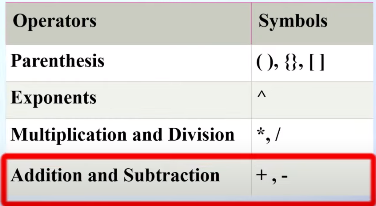 Operators Symbols
Parenthesis ( ), {}, [ ]
Exponents ^
Multiplication and Division *, /
Addition and Subtraction + , -